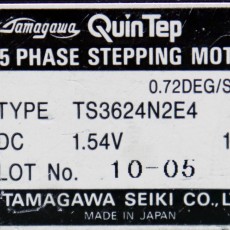 Tamagawa QuinTep
5 PHASE STEPPING MOT
0.72DEG/S
TYPE TS3624N2E4
DC 1.54V 1
LOT No. 10-05
TAMAGAWA SEIKI CO., L
MADE IN JAPAN